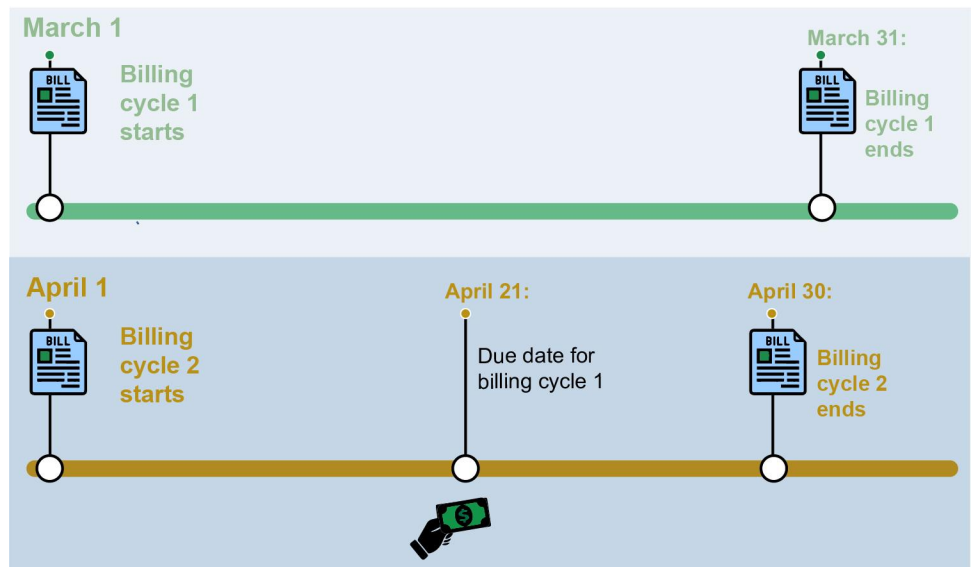 March 1
BILL
Billing
cycle 1
starts
March 31:
BILL
Billing
cycle 1
ends
April 1
BILL
Billing
cycle 2
starts
April 21:
Due date for
billing cycle 1
$
April 30:
BILL
Billing
cycle 2
ends